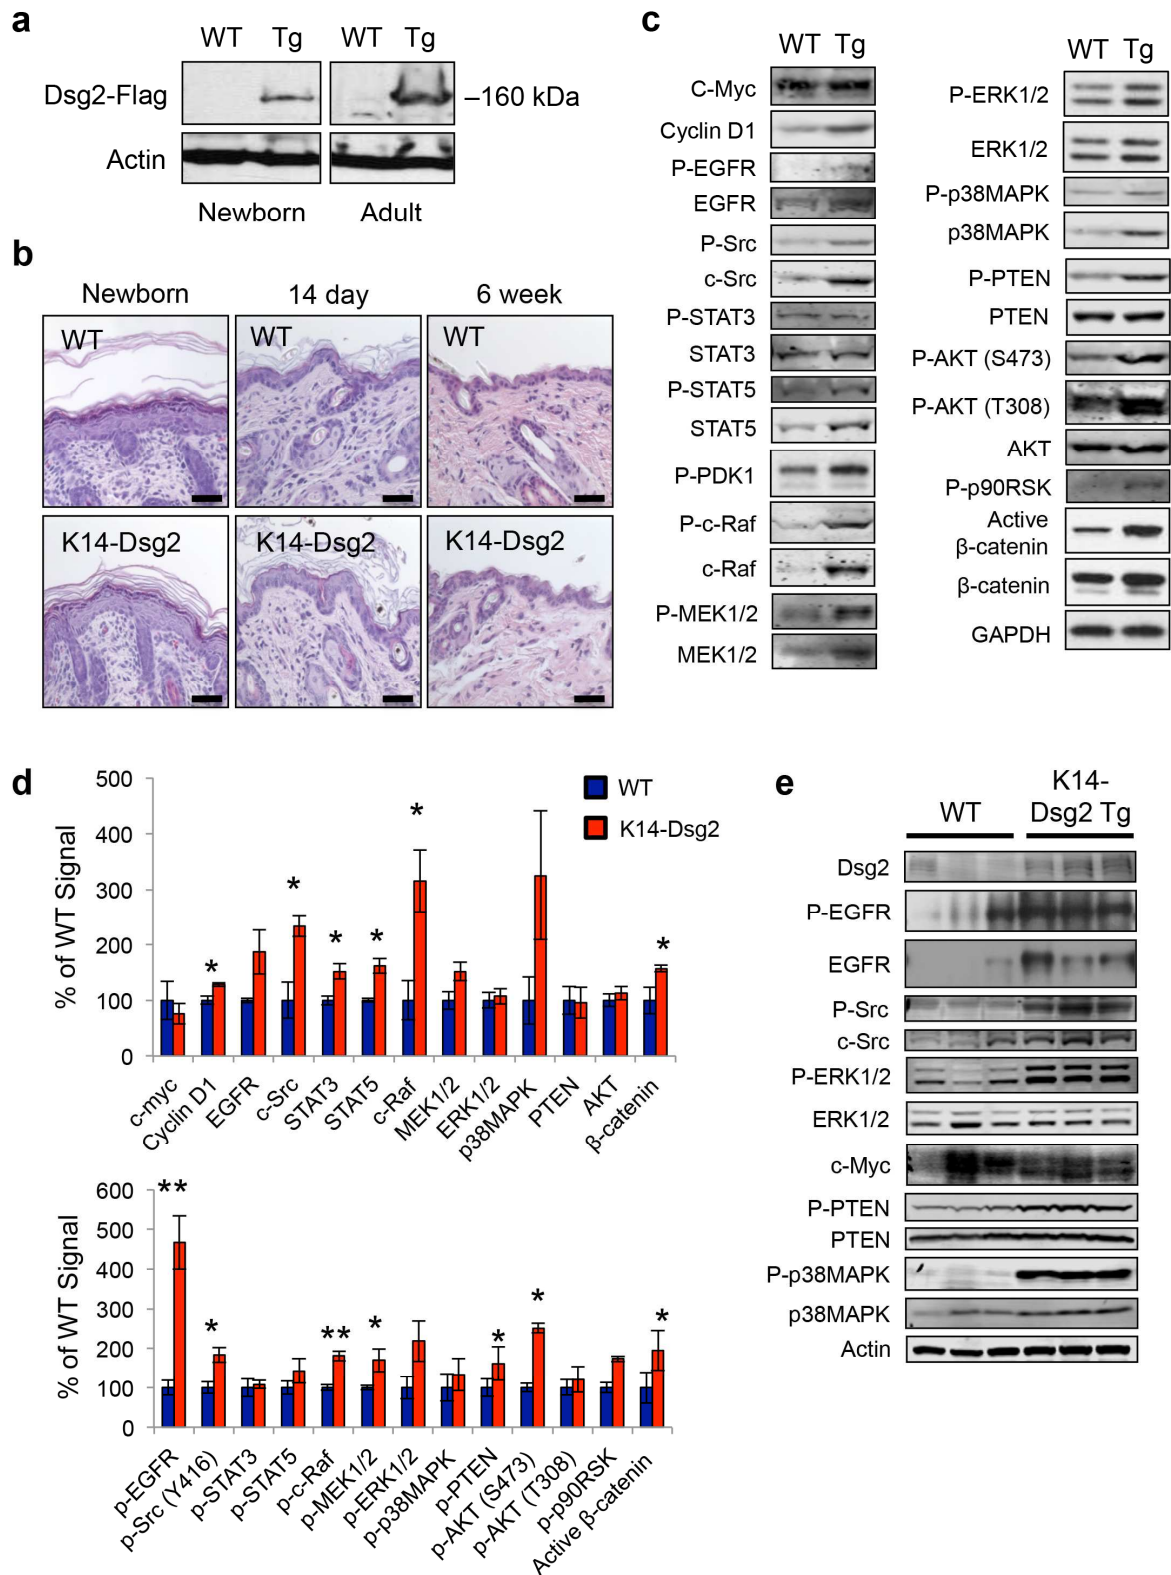 a
WT Tg WT Tg
Dsg2-Flag
–160 kDa
Actin
Newborn Adult
b
Newborn 14 day 6 week
WT WT WT
K14-Dsg2 K14-Dsg2 K14-Dsg2
c
WT Tg
C-Myc
Cyclin D1
P-EGFR
EGFR
P-Src
c-Src
P-STAT3
STAT3
P-STAT5
STAT5
P-PDK1
P-c-Raf
c-Raf
P-MEK1/2
MEK1/2
WT Tg
P-ERK1/2
ERK1/2
P-p38MAPK
p38MAPK
P-PTEN
PTEN
P-AKT (S473)
P-AKT (T308)
AKT
P-p90RSK
Active
β-catenin
β-catenin
GAPDH
d
% of WT Signal
500
400
300
200
100
0
WT
K14-Dsg2
* * * * * *
c-myc
Cyclin D1
EGFR
c-Src
STAT3
STAT5
c-Raf
MEK1/2
ERK1/2
p38MAPK
PTEN
AKT
β-catenin
% of WT Signal
600
500
400
300
200
100
0
** * ** * * * *
p-EGFR
p-Src (Y416)
p-STAT3
p-STAT5
p-c-Raf
p-MEK1/2
p-ERK1/2
p-p38MAPK
p-PTEN
p-AKT (S473)
p-AKT (T308)
p-p90RSK
Active β-catenin
e
WT
K14-
Dsg2 Tg
Dsg2
P-EGFR
EGFR
P-Src
c-Src
P-ERK1/2
ERK1/2
c-Myc
P-PTEN
PTEN
P-p38MAPK
p38MAPK
Actin